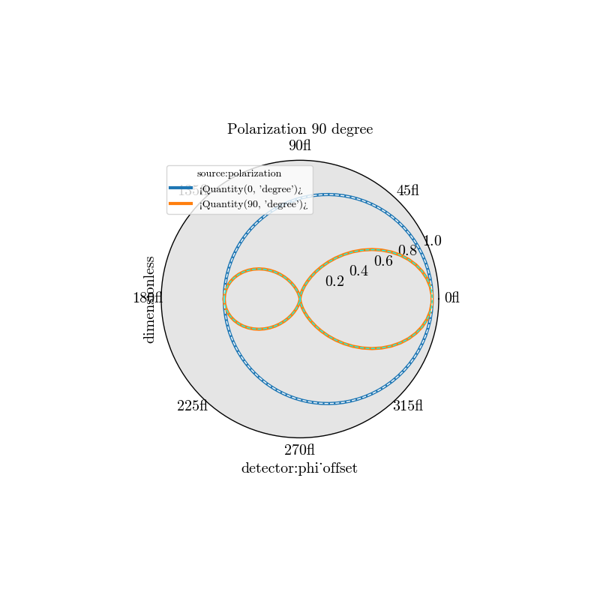 Polarization 90 degree
90fl
source:polarization
‹Quantity(0, 'degree')›
‹Quantity(90, 'degree')›
45fl
1.0
0.8
0.6
0.4
0.2
180fl
0fl
dimensionless
225fl
315fl
270fl
detector:phi˙offset